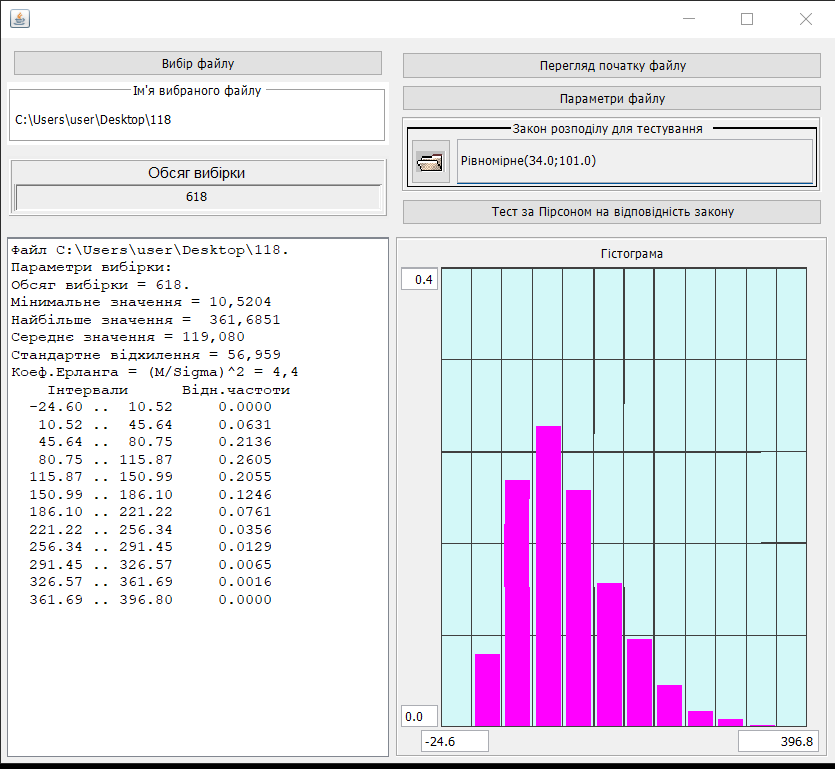 Вибір файлу
Ім'я вибраного файлу
C:\Users\user\Desktop\118
Обсяг вибірки
618
Перегляд початку файлу
Параметри файлу
Закон розподілу для тестування
Рівномірне(34.0;101.0)
Тест за Пірсоном на відповідність закону
Файл C:\Users\user\Desktop\118.
Параметри вибірки:
Обсяг вибірки = 618.
Мінімальне значення = 10,5204
Найбільше значення =  361,6851
Середнє значення = 119,080
Стандартне відхилення = 56,959
Коеф.Ерланга = (M/Sigma)^2 = 4,4
Інтервали      Відн.частоти
-24.60 ..  10.52     0.0000
10.52 ..  45.64     0.0631
45.64 ..  80.75     0.2136
80.75 .. 115.87     0.2605
115.87 .. 150.99     0.2055
150.99 .. 186.10     0.1246
186.10 .. 221.22     0.0761
221.22 .. 256.34     0.0356
256.34 .. 291.45     0.0129
291.45 .. 326.57     0.0065
326.57 .. 361.69     0.0016
361.69 .. 396.80     0.0000
Гістограма
0.4
0.0
-24.6
396.8